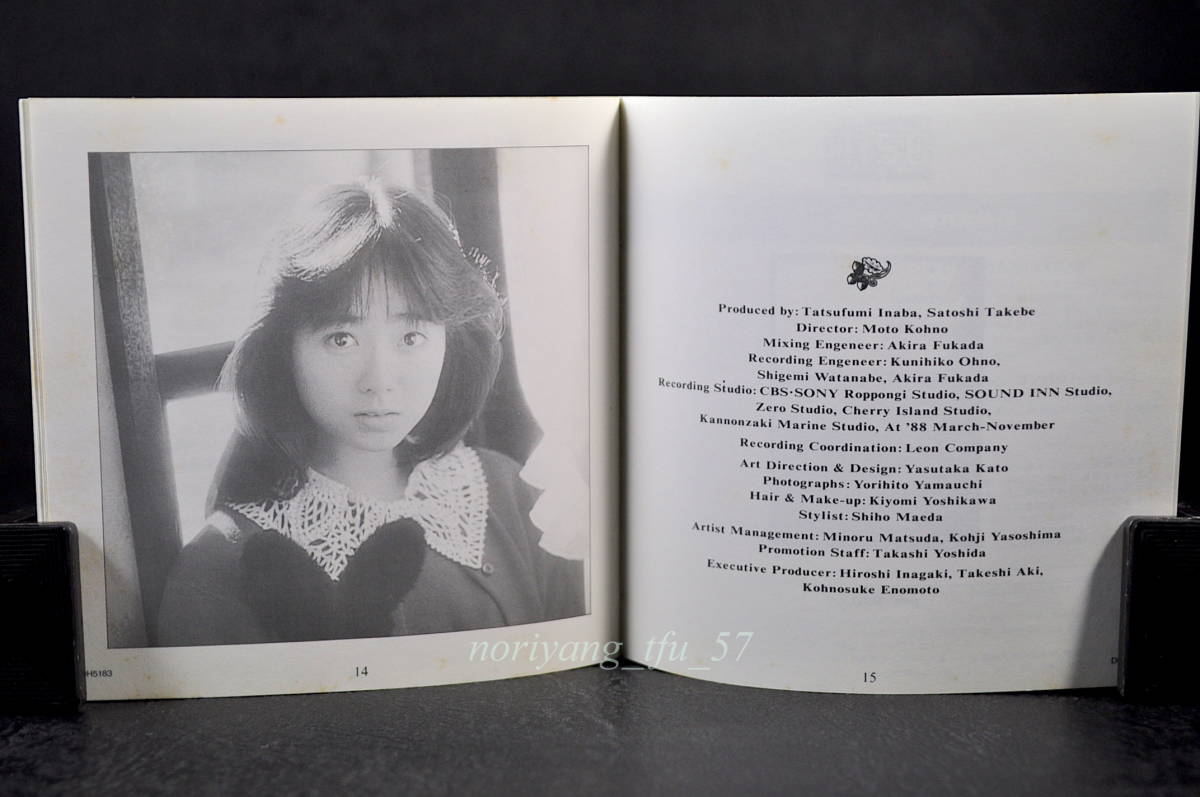 Produced by: Tatsufumi Inaba, Satoshi Takebe
Director: Moto Kohno
Mixing Engeneer: Akira Fukada
Recording Engeneer: Kunihiko Ohno,
Shigemi Watanabe, Akira Fukada
Recording Studio: CBS·SONY Roppongi Studio, SOUND INN Studio,
Zero Studio, Cherry Island Studio,
Kannonzaki Marine Studio, At '88 March-November
Recording Coordination: Leon Company
Art Direction & Design: Yasutaka Kato
Photographs: Yorihito Yamauchi
Hair & Make-up: Kiyomi Yoshikawa
Stylist: Shiho Maeda
Artist Management: Minoru Matsuda, Kohji Yasoshima
Promotion Staff: Takashi Yoshida
Executive Producer: Hiroshi Inagaki, Takeshi Aki,
Kohnosuke Enomoto
noriyang_tfu_57
H5183
14
15